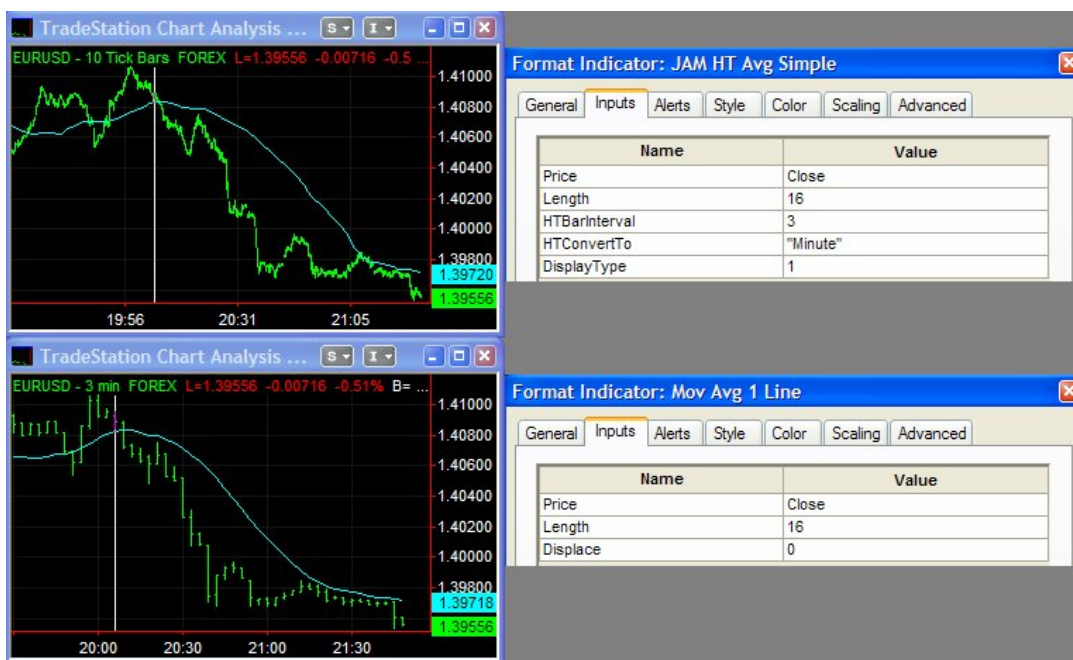 TradeStation Chart Analysis ... S I
EURUSD - 10 Tick Bars FOREX L=1.39556 -0.00716 -0.5 ...
1.41000
1.40800
1.40600
1.40400
1.40200
1.40000
1.39800
1.39720
1.39556
19:56 20:31 21:05
Format Indicator: JAM HT Avg Simple
General Inputs Alerts Style Color Scaling Advanced
Name Value
Price Close
Length 16
HTBarInterval 3
HTConvertTo "Minute"
DisplayType 1
TradeStation Chart Analysis ... S I
EURUSD - 3 min FOREX L=1.39556 -0.00716 -0.51% B= ...
1.41000
1.40800
1.40600
1.40400
1.40200
1.40000
1.39800
1.39718
1.39556
20:00 20:30 21:00 21:30
Format Indicator: Mov Avg 1 Line
General Inputs Alerts Style Color Scaling Advanced
Name Value
Price Close
Length 16
Displace 0